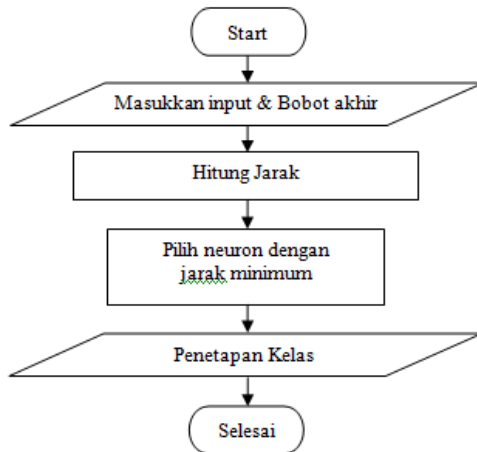 Start
Masukkan input & Bobot akhir
Hitung Jarak
Pilih neuron dengan
jarak minimum
Penetapan Kelas
Selesai